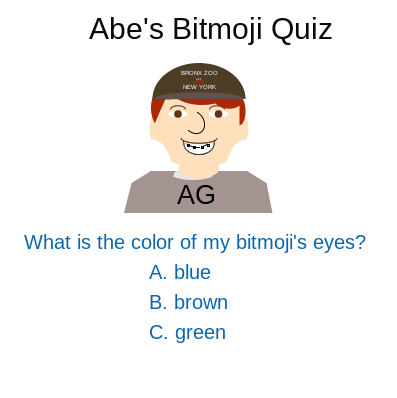 Abe's Bitmoji Quiz
BRONX ZOO
NEW YORK
AG
What is the color of my bitmoji's eyes?
A. blue
B. brown
C. green